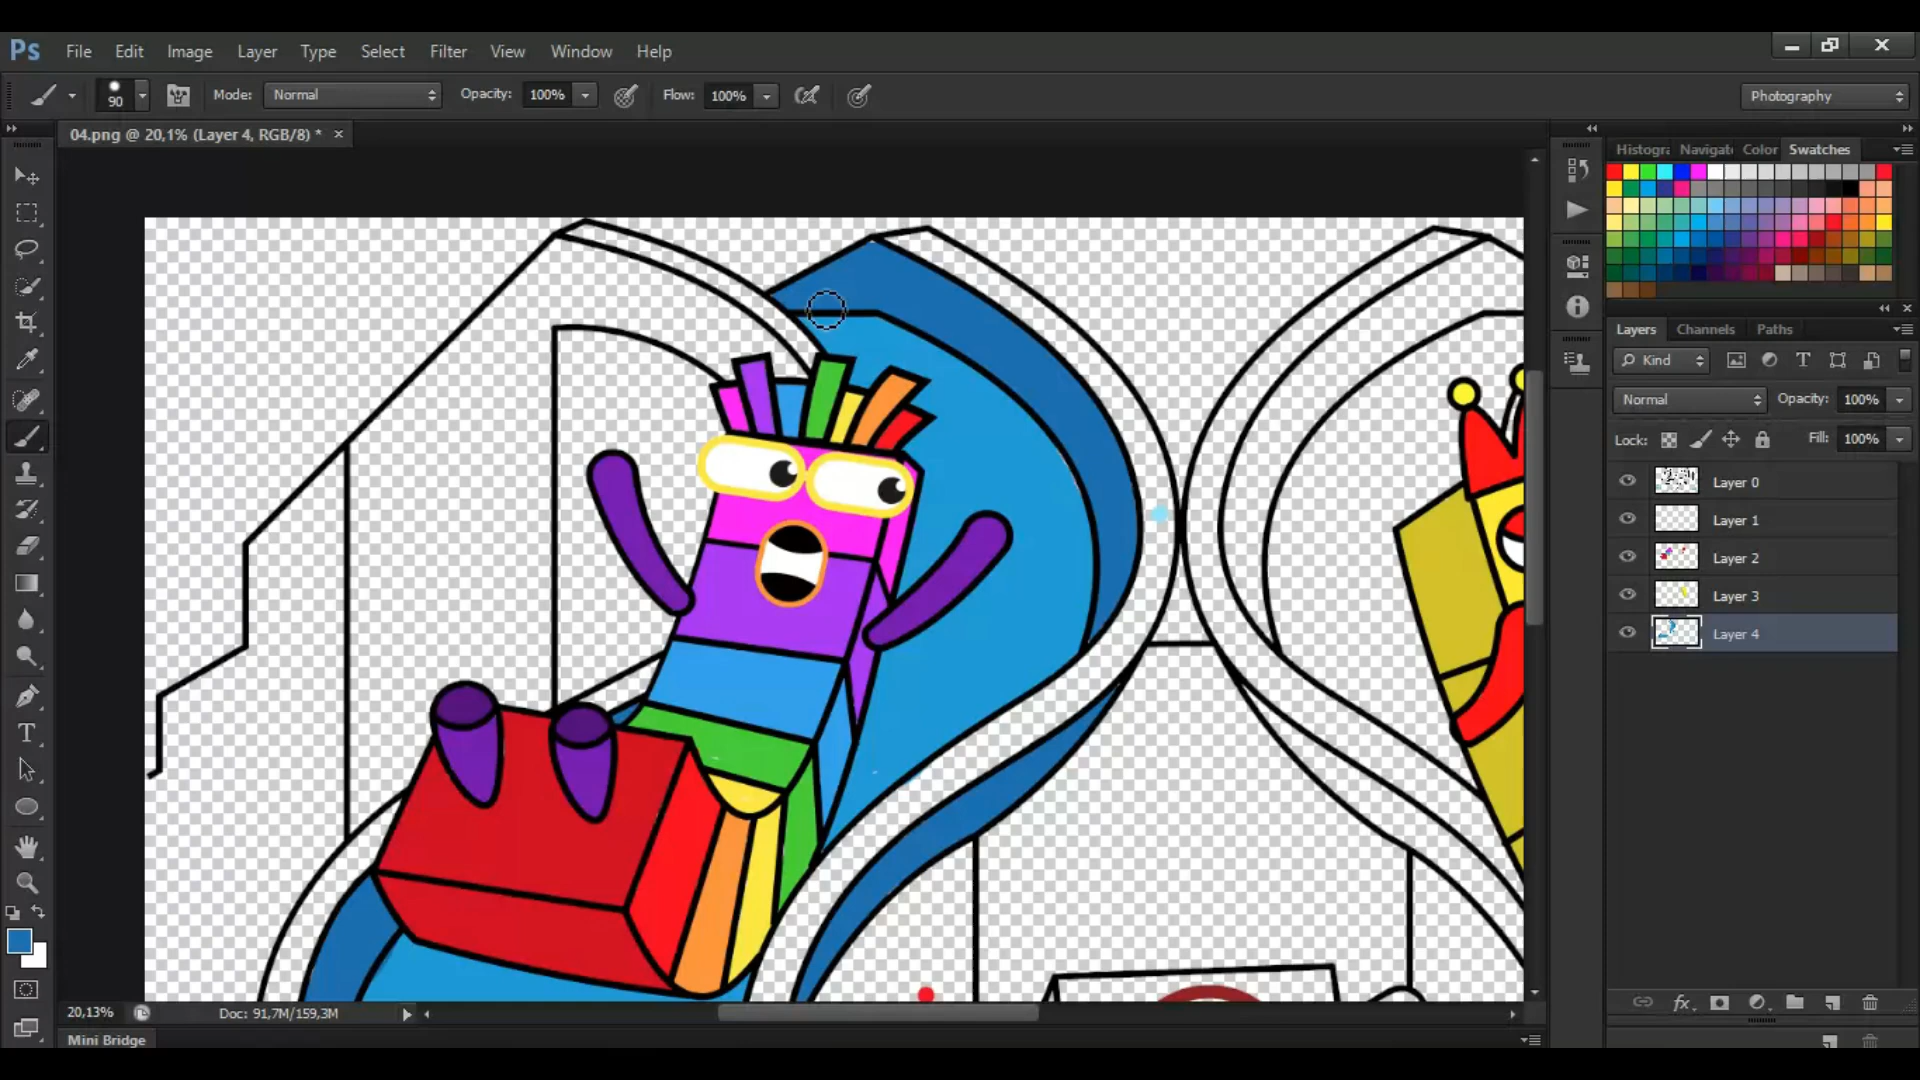 Ps File Edit Image Layer Type Select Filter View Window Help
90 Mode: Normal Opacity: 100% Flow: 100% Photography
04.png @ 20,1% (Layer 4, RGB/8) * ×
Histogra Navigat Color Swatches
Layers Channels Paths
Kind
Normal Opacity: 100%
Lock: Fill: 100%
Layer 0
Layer 1
Layer 2
Layer 3
Layer 4
fx
20,13% Doc: 91,7M/159,3M
Mini Bridge